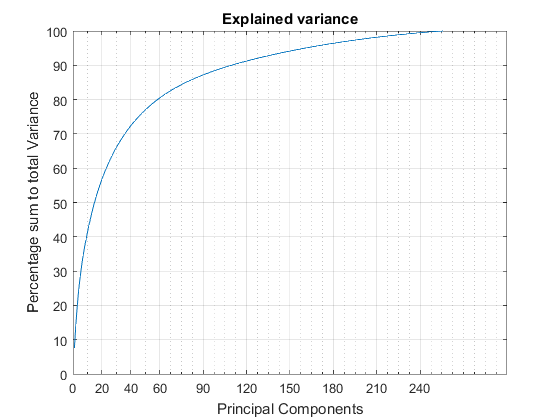 Explained variance
Percentage sum to total Variance
100
90
80
70
60
50
40
30
20
10
0
0 20 40 60 90 120 150 180 210 240
Principal Components